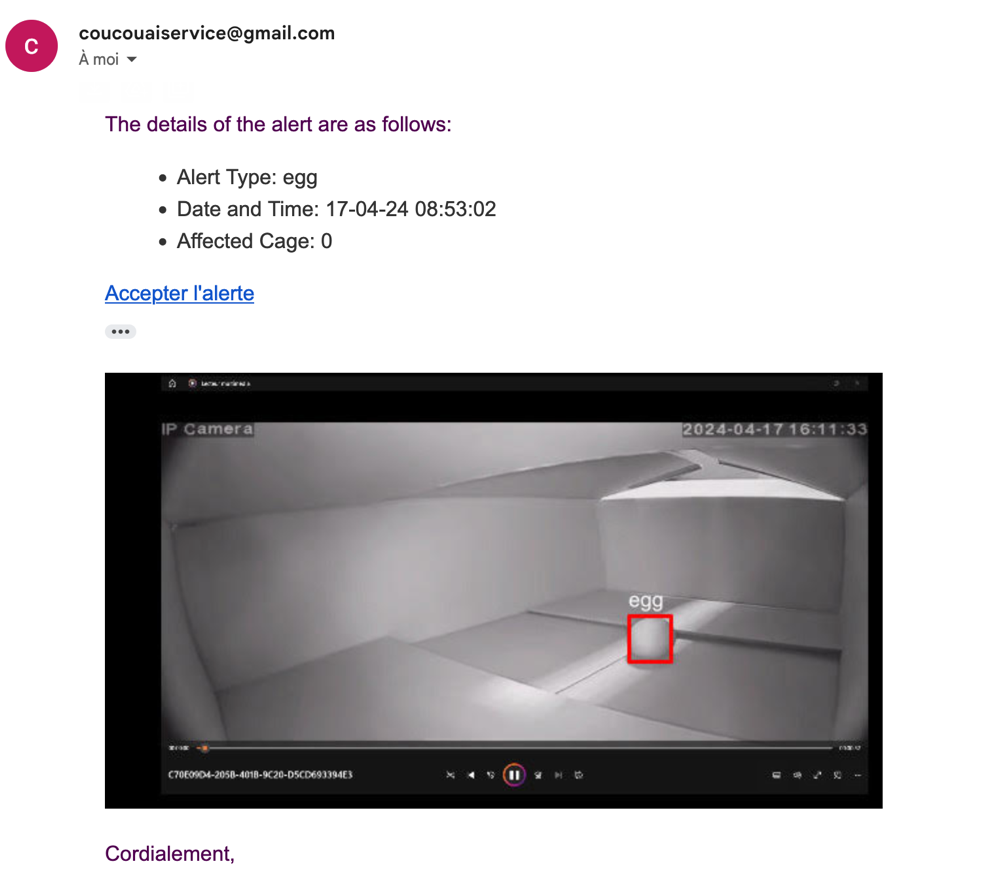 C
coucouaiservice@gmail.com
À moi
The details of the alert are as follows:
• Alert Type: egg
• Date and Time: 17-04-24 08:53:02
• Affected Cage: 0
Accepter l'alerte
IP Camera
2024-04-17 16:11:33
egg
C70E09D4-205B-401B-9C20-D5CD693394E3
Cordialement,